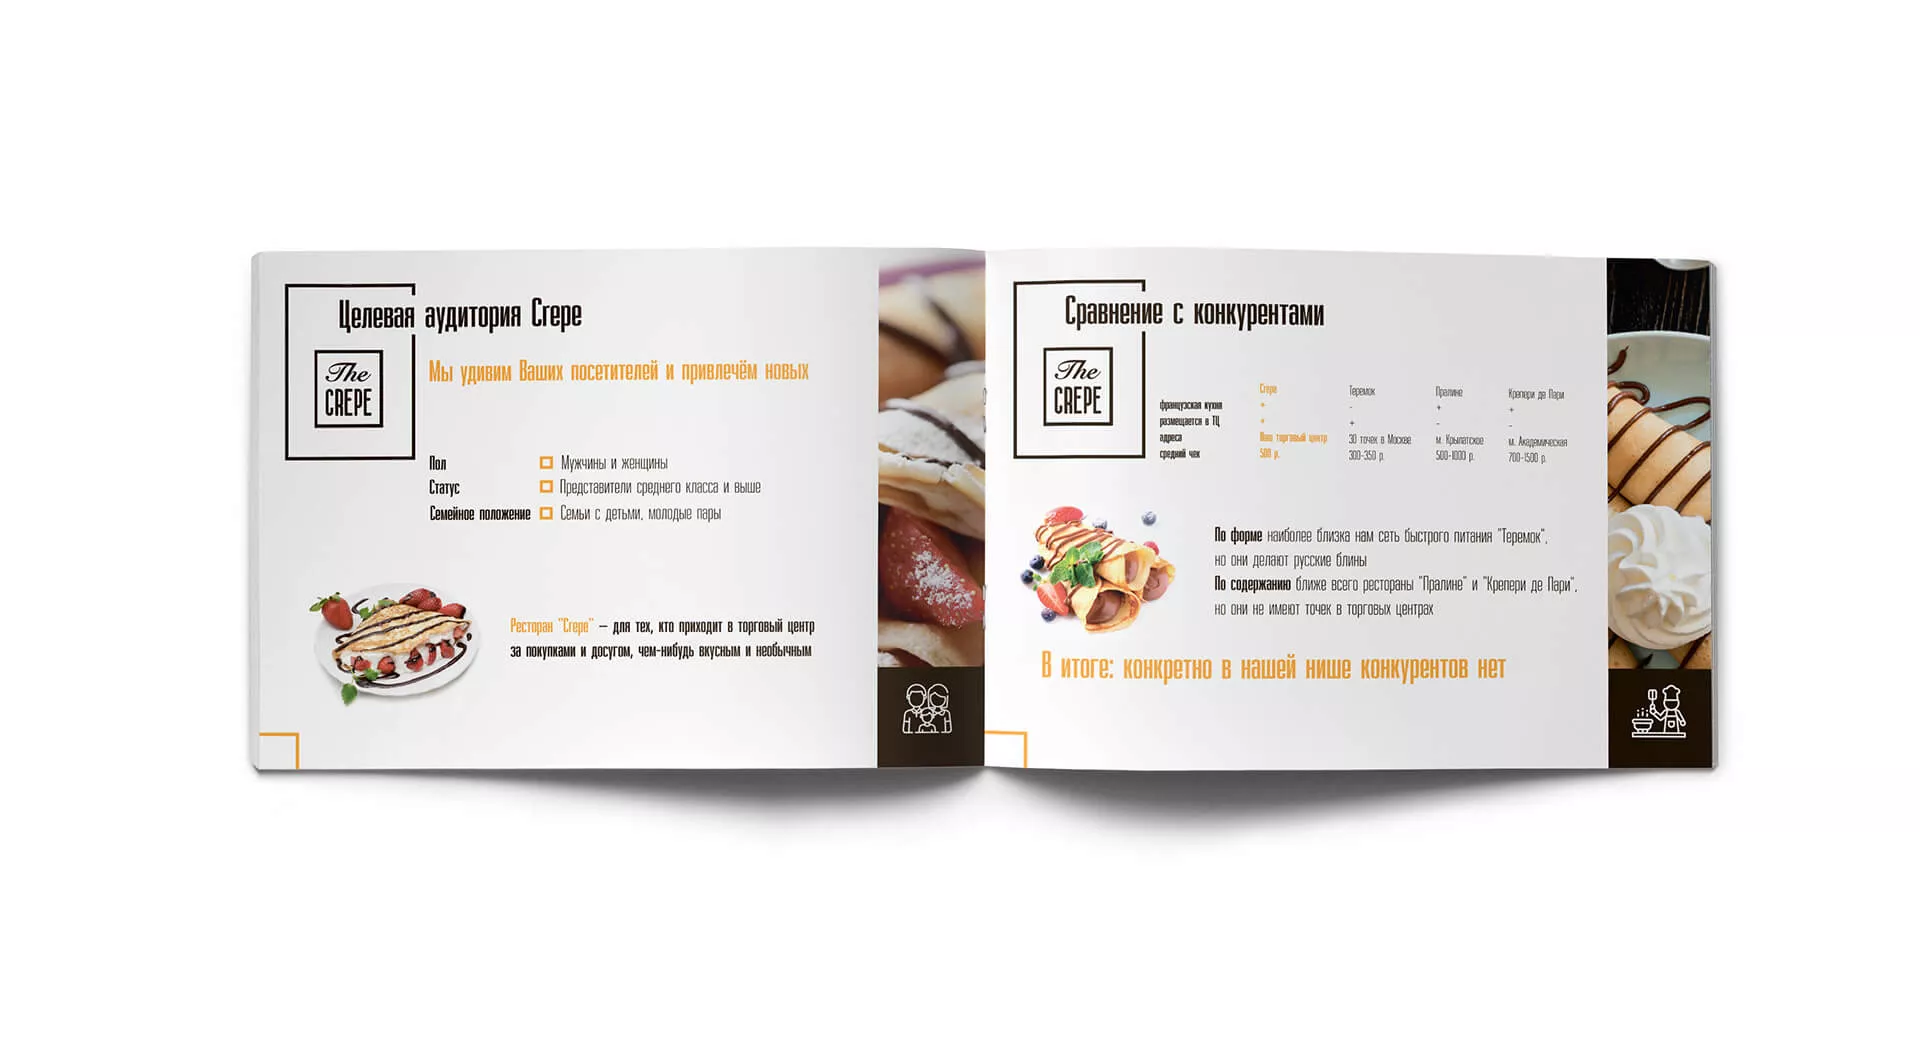 Целевая аудитория Crepe
The
CREPE
Мы удивим Ваших посетителей и привлечём новых
Пол Мужчины и женщины
Статус Представители среднего класса и выше
Семейное положение Семьи с детьми, молодые пары
Ресторан "Crepe" – для тех, кто приходит в торговый центр
за покупками и досугом, чем-нибудь вкусным и необычным
Сравнение с конкурентами
The
CREPE
Crepe Теремок Пралине Крепери де Пари
французская кухня + - + +
размещается в ТЦ + + - -
адреса Ваш торговый центр 30 точек в Москве м. Крылатское м. Академическая
средний чек 500 р. 300-350 р. 500-1000 р. 700-1500 р.
По форме наиболее близка нам сеть быстрого питания "Теремок",
но они делают русские блины
По содержанию ближе всего рестораны "Пралине" и "Крепери де Пари",
но они не имеют точек в торговых центрах
В итоге: конкретно в нашей нише конкурентов нет